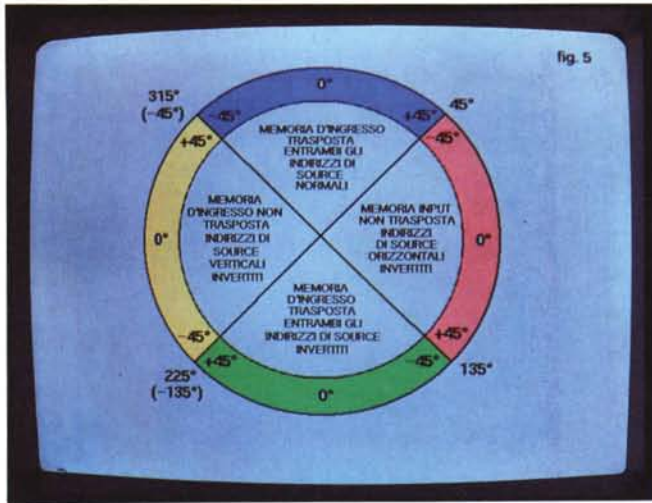 fig. 5
0°
315°
(−45°)
−45°
+45°
45°
+45°
−45°
MEMORIA D'INGRESSO
TRASPOSTA
ENTRAMBI GLI
INDIRIZZI DI
SOURCE
NORMALI
MEMORIA
D'INGRESSO NON
TRASPOSTA
INDIRIZZI DI
SOURCE
VERTICALI
INVERTITI
0°
MEMORIA INPUT
NON TRASPOSTA
INDIRIZZI
DI SOURCE
ORIZZONTALI
INVERTITI
0°
MEMORIA
D'INGRESSO
TRASPOSTA
ENTRAMBI GLI
INDIRIZZI DI SOURCE
INVERTITI
−45°
+45°
+45°
−45°
225°
(−135°)
135°
0°